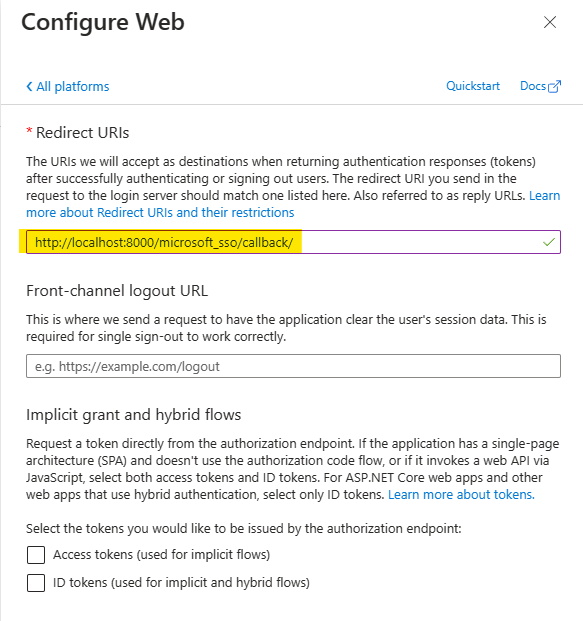 Configure Web
All platforms
Quickstart
Docs
* Redirect URIs
The URIs we will accept as destinations when returning authentication responses (tokens)
after successfully authenticating or signing out users. The redirect URI you send in the
request to the login server should match one listed here. Also referred to as reply URLs. Learn
more about Redirect URIs and their restrictions
http://localhost:8000/microsoft_sso/callback/
Front-channel logout URL
This is where we send a request to have the application clear the user's session data. This is
required for single sign-out to work correctly.
e.g. https://example.com/logout
Implicit grant and hybrid flows
Request a token directly from the authorization endpoint. If the application has a single-page
architecture (SPA) and doesn't use the authorization code flow, or if it invokes a web API via
JavaScript, select both access tokens and ID tokens. For ASP.NET Core web apps and other
web apps that use hybrid authentication, select only ID tokens. Learn more about tokens.
Select the tokens you would like to be issued by the authorization endpoint:
Access tokens (used for implicit flows)
ID tokens (used for implicit and hybrid flows)